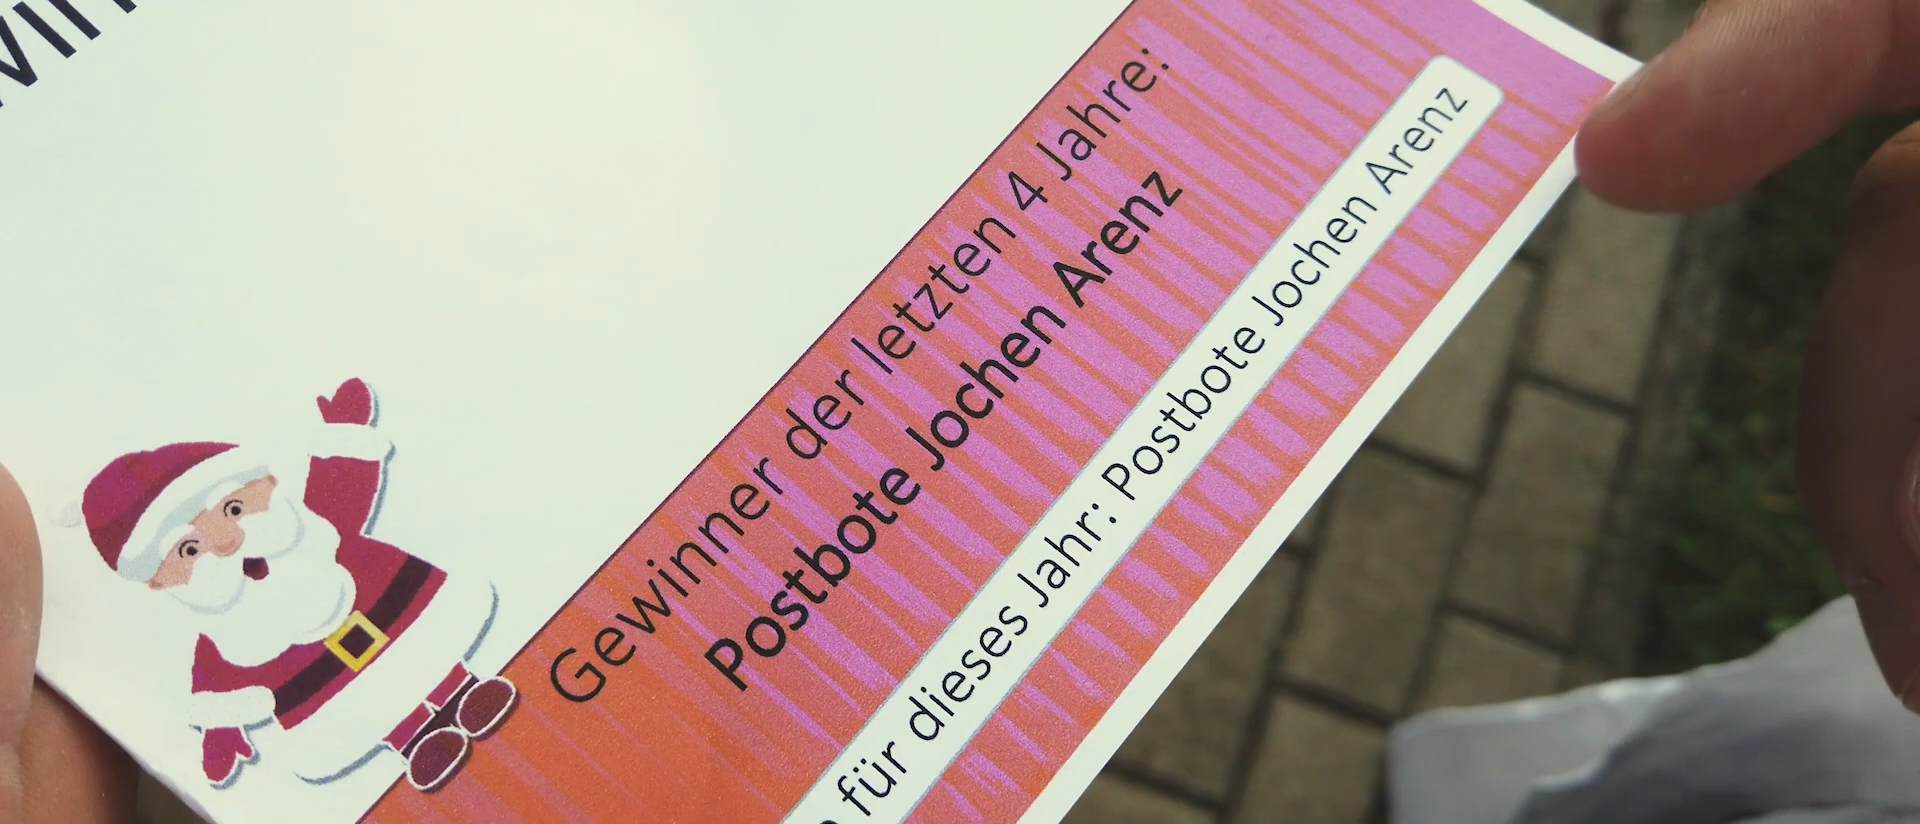 Gewinner der letzten 4 Jahre:
Postbote Jochen Arenz
für dieses Jahr: Postbote Jochen Arenz